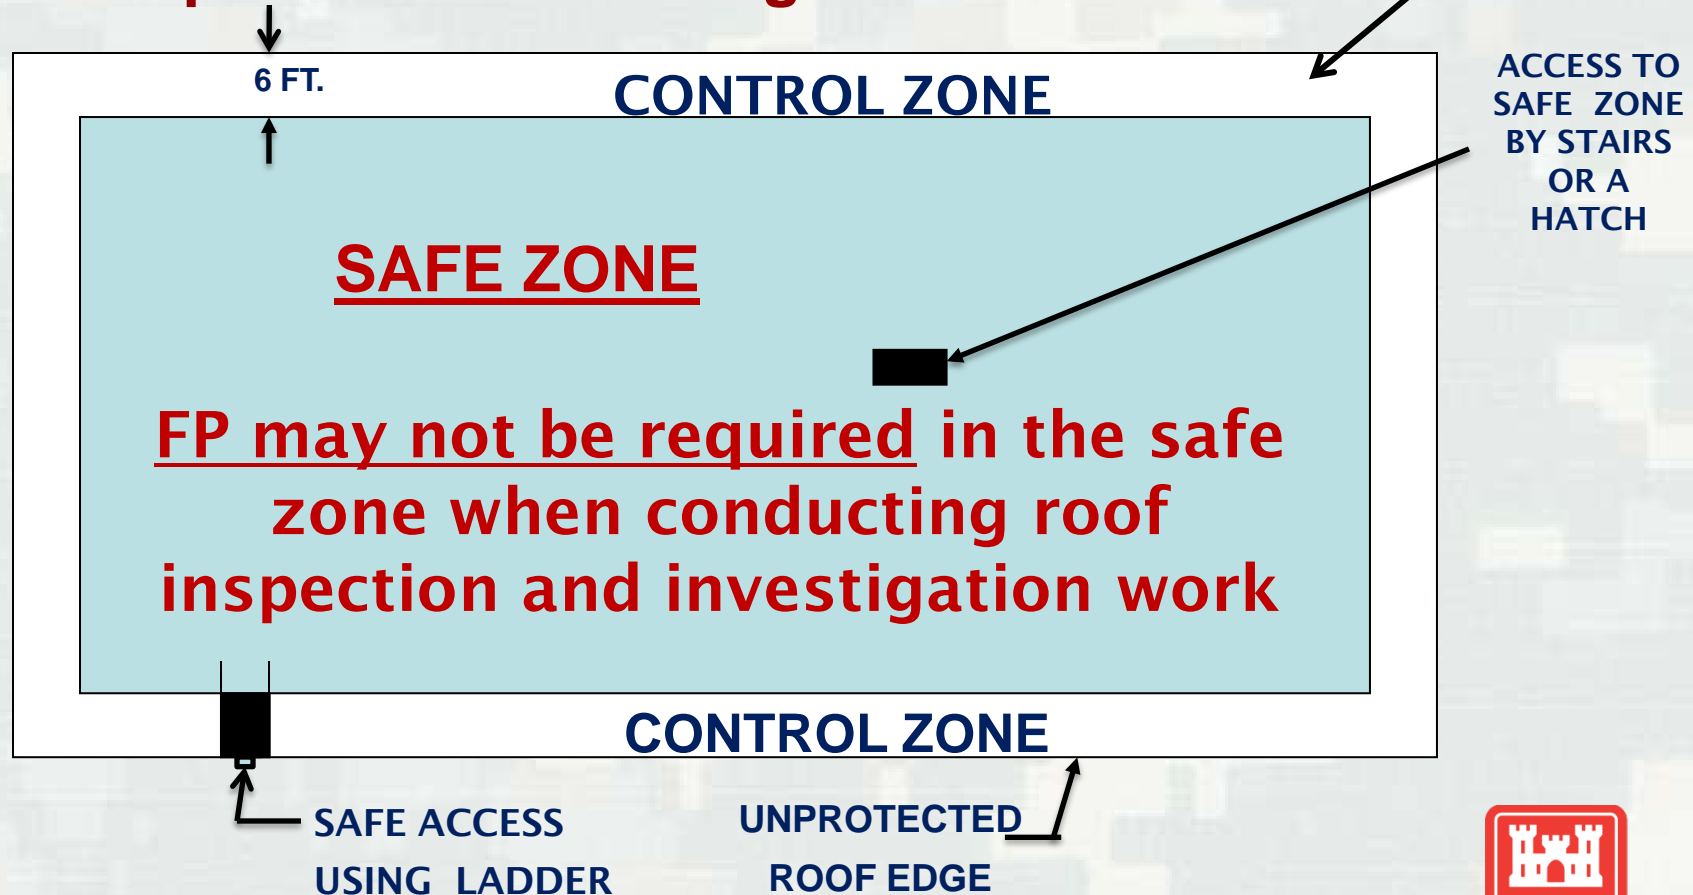 6 FT.
CONTROL ZONE
ACCESS TO
SAFE ZONE
BY STAIRS
OR A
HATCH
SAFE ZONE
FP may not be required in the safe
zone when conducting roof
inspection and investigation work
CONTROL ZONE
SAFE ACCESS
USING LADDER
UNPROTECTED
ROOF EDGE